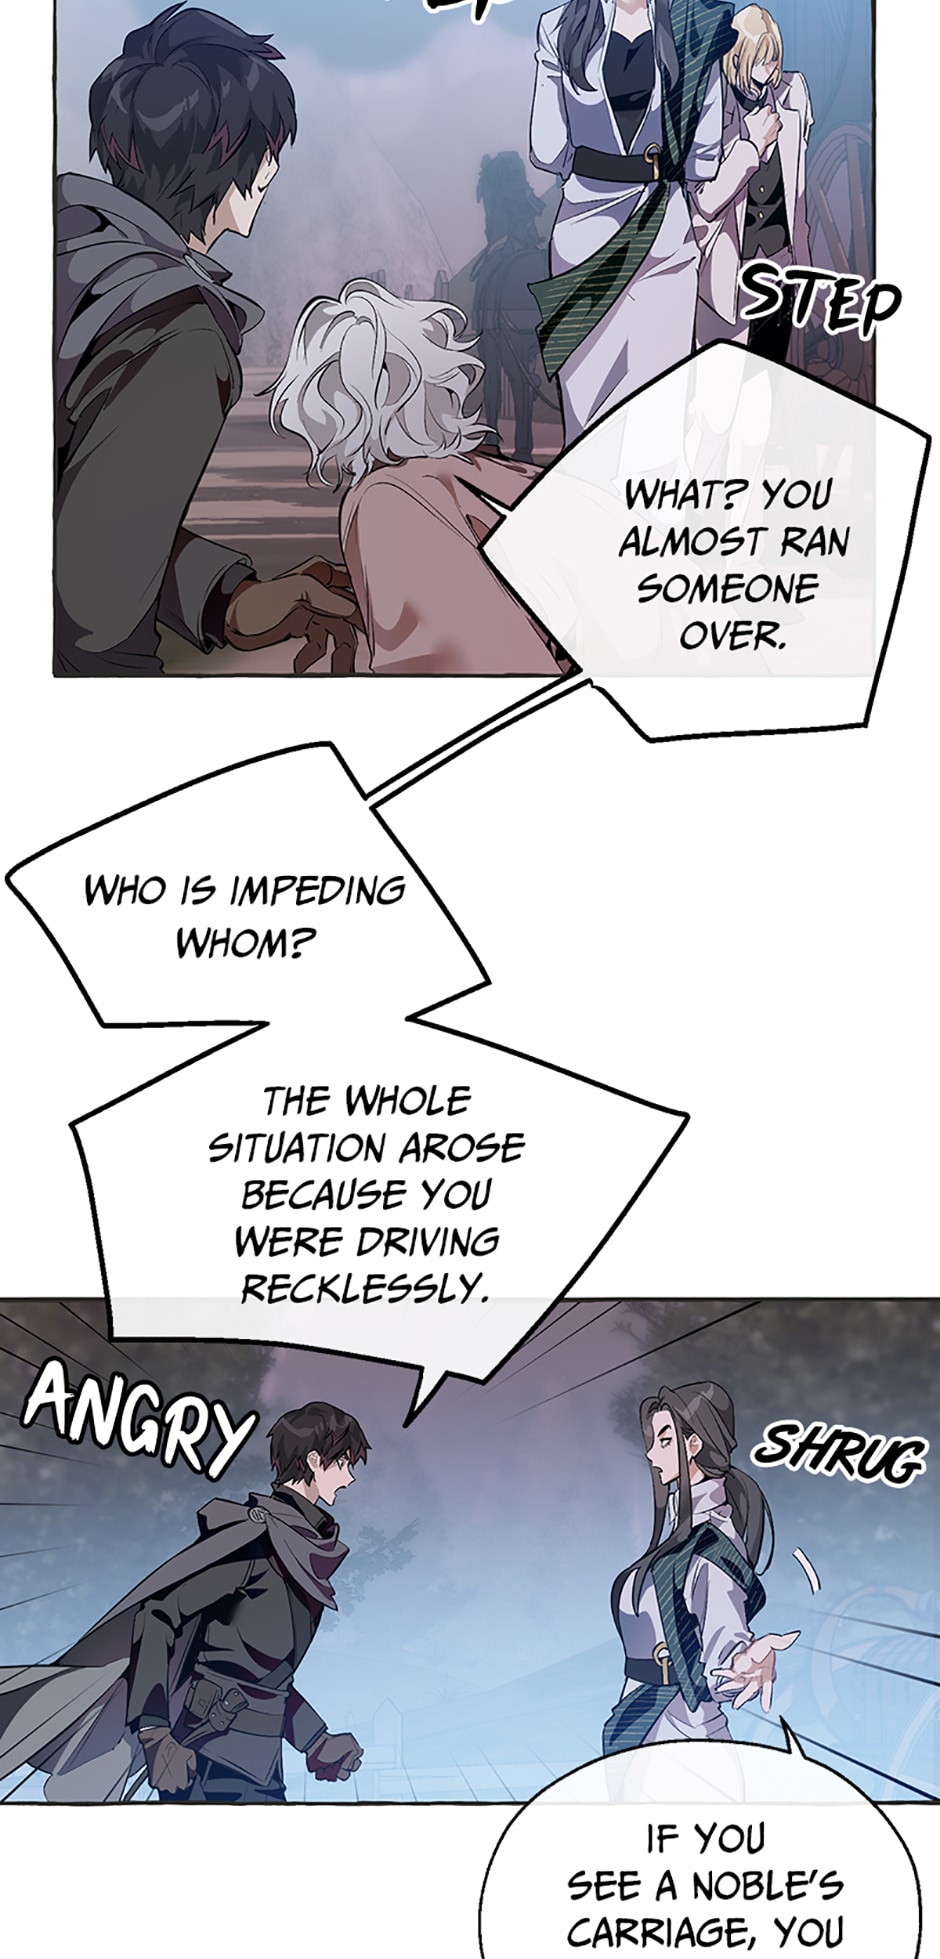 STEP
WHAT? YOU
ALMOST RAN
SOMEONE
OVER.
WHO IS IMPEDING
WHOM?
THE WHOLE
SITUATION AROSE
BECAUSE YOU
WERE DRIVING
RECKLESSLY.
ANGRY
SHRUG
IF YOU
SEE A NOBLE'S
CARRIAGE, YOU